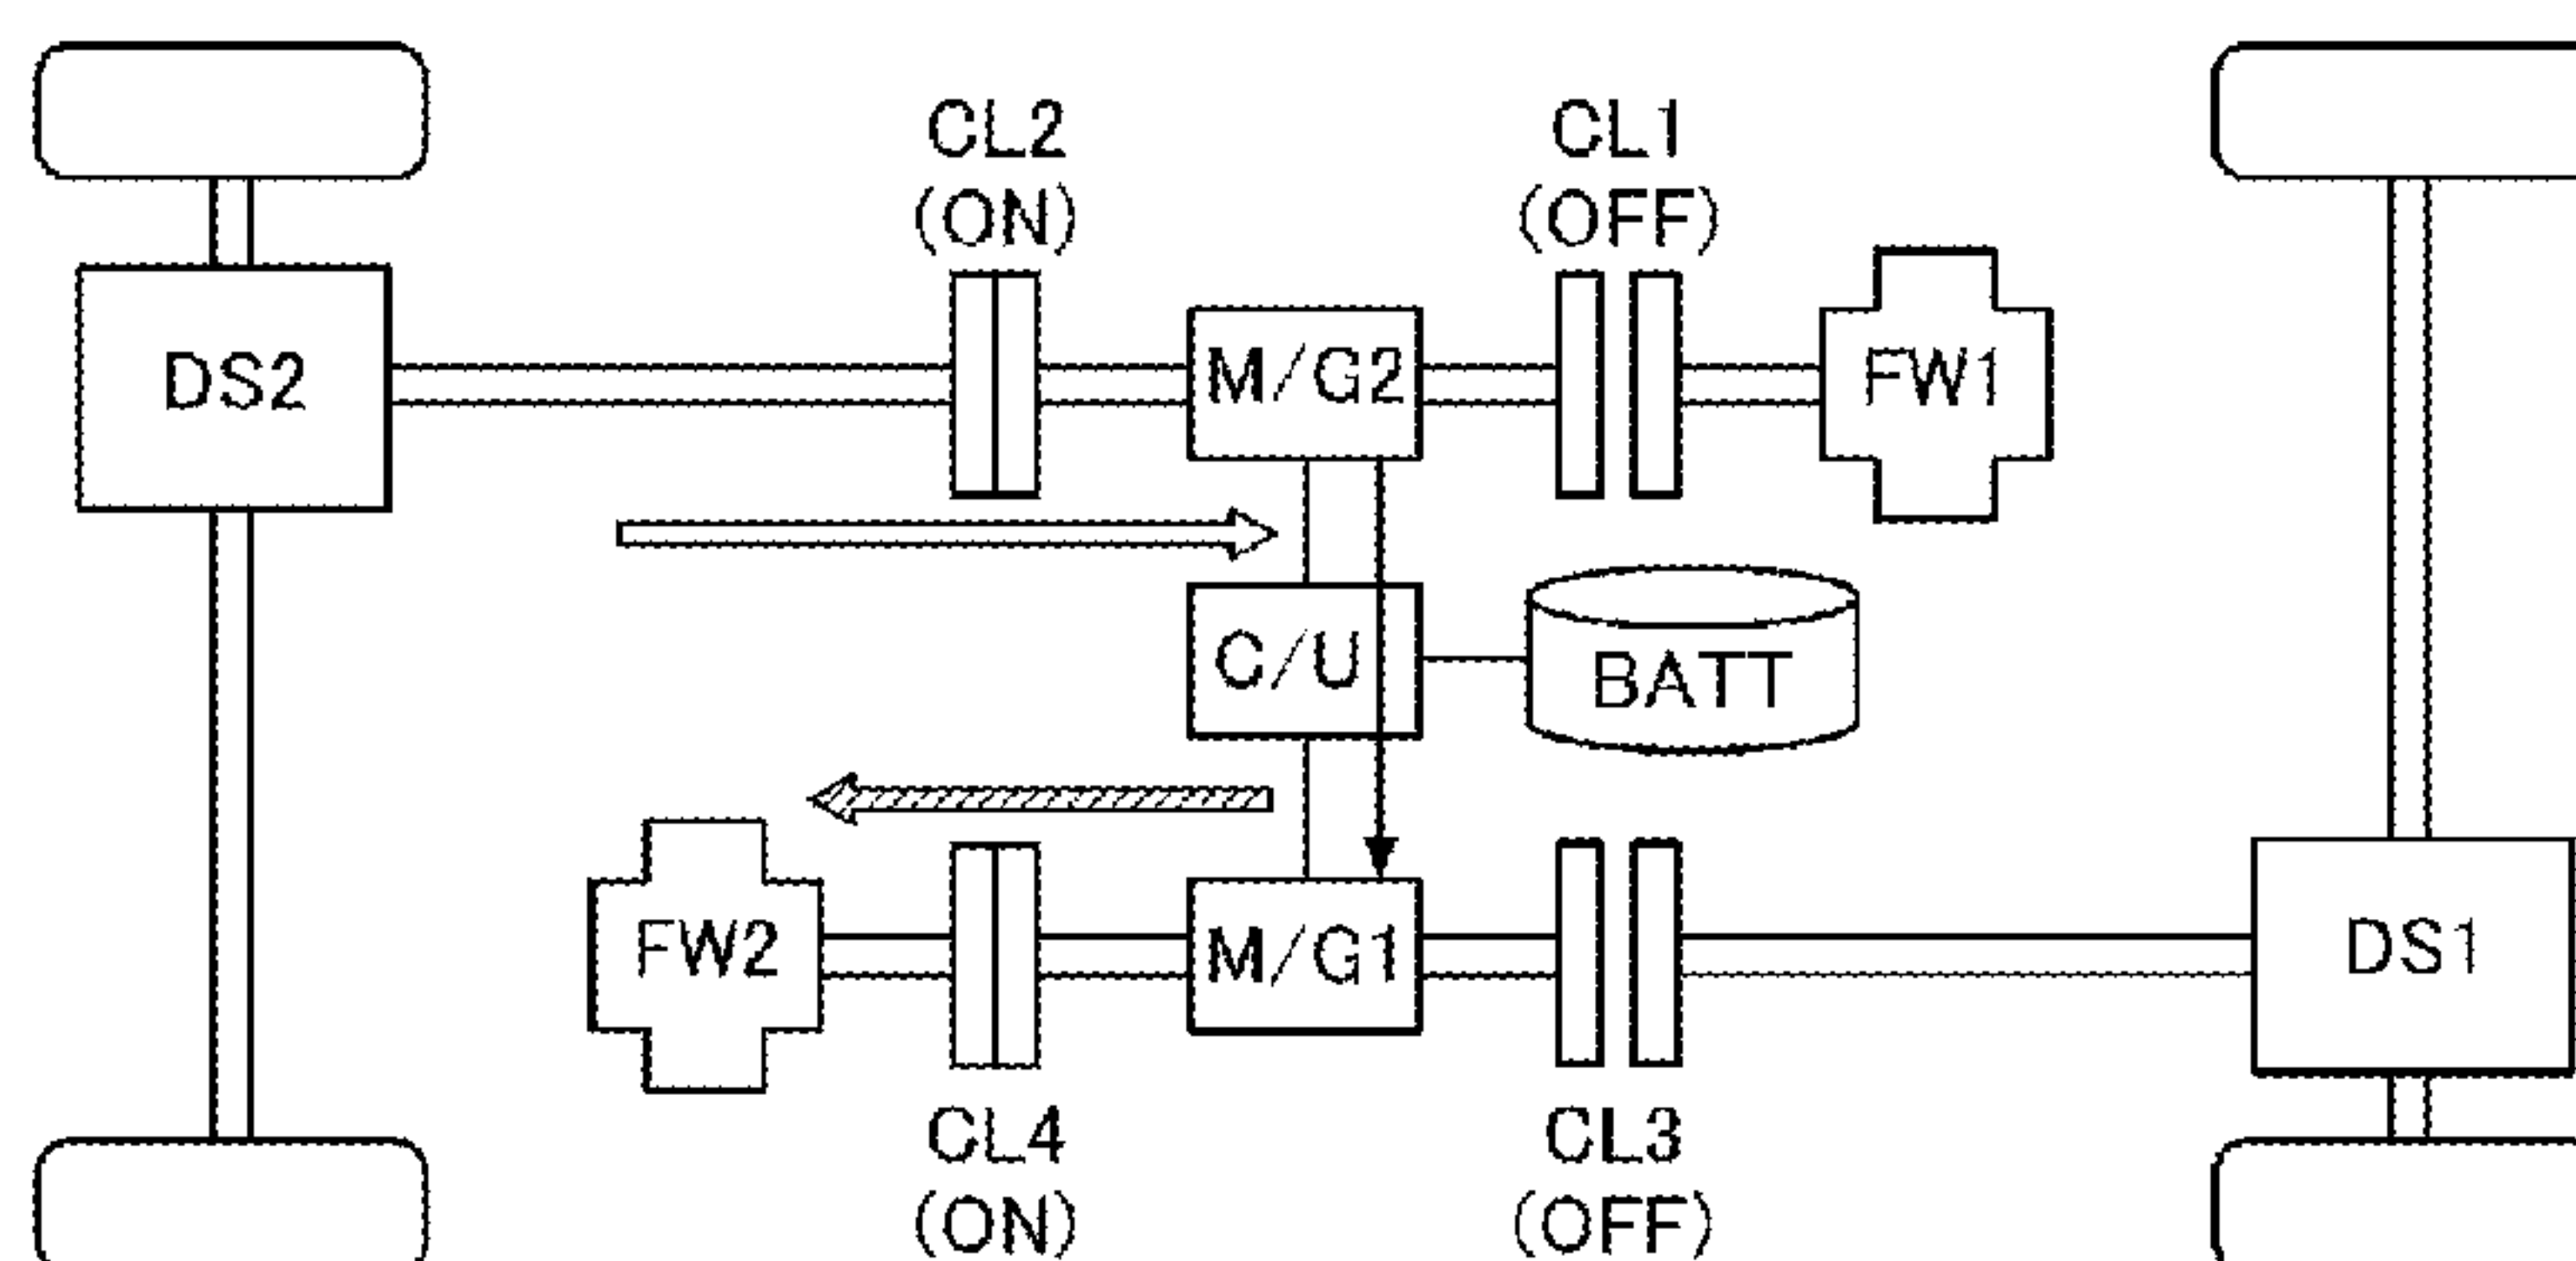 CL2
(ON)
CL1
(OFF)
DS2
M/G2
FW1
C/U
BATT
FW2
M/G1
DS1
CL4
(ON)
CL3
(OFF)